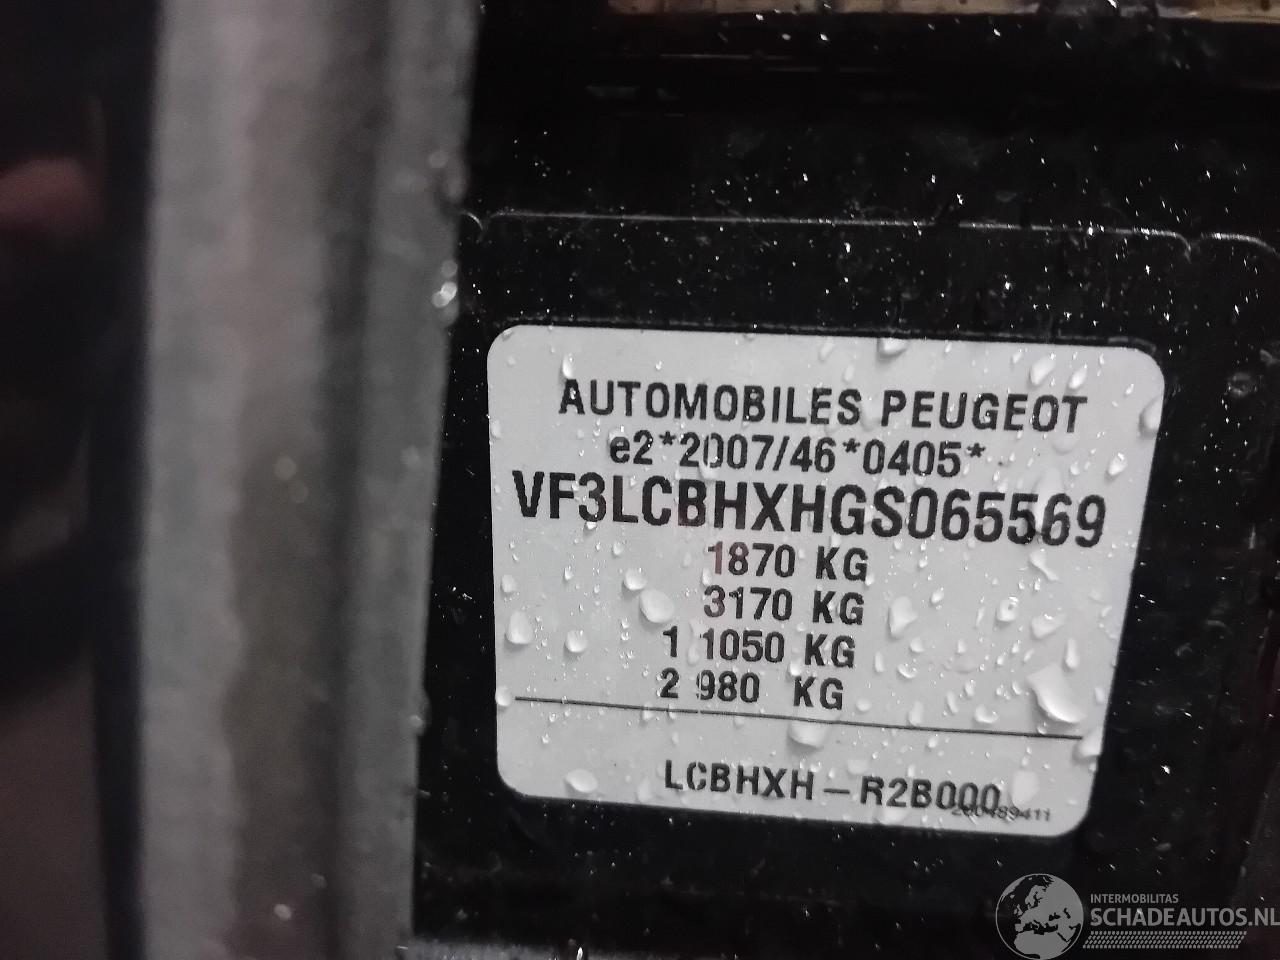 AUTOMOBILES PEUGEOT
e2*2007/46*0405*
VF3LCBHXHGS065569
1870 KG
3170 KG
1 1050 KG
2 980 KG
LCBHXH – R2B000
INTERMOBILITAS
SCHADEAUTOS.NL